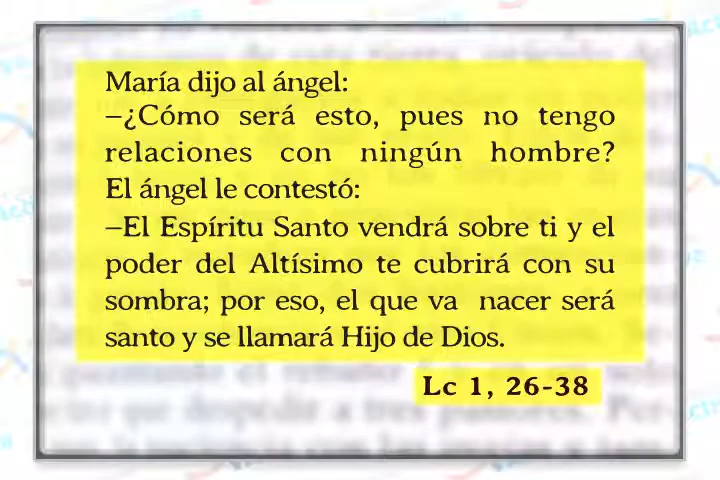 María dijo al ángel:
–¿Cómo será esto, pues no tengo
relaciones con ningún hombre?
El ángel le contestó:
–El Espíritu Santo vendrá sobre ti y el
poder del Altísimo te cubrirá con su
sombra; por eso, el que va nacer será
santo y se llamará Hijo de Dios.
Lc 1, 26-38